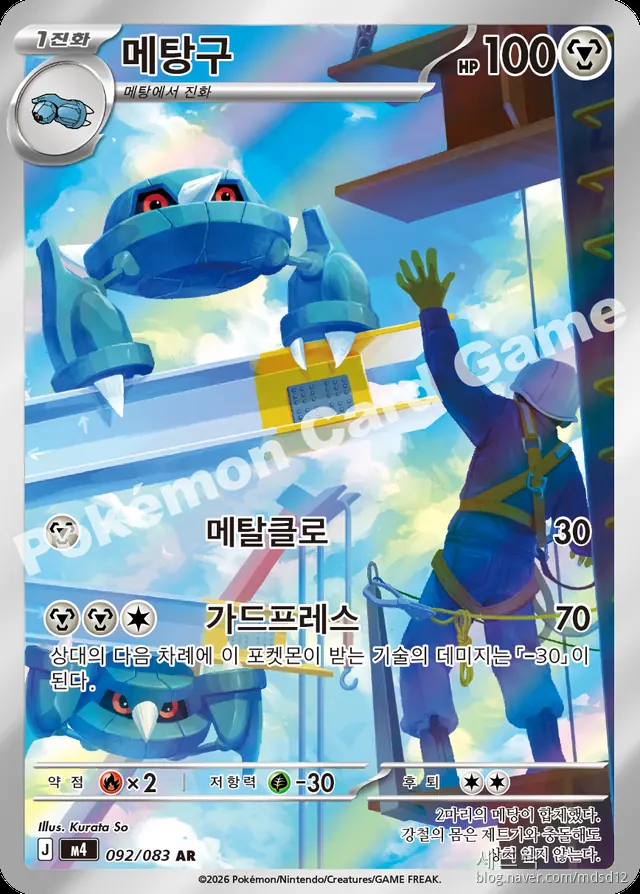 1진화
메탕구
HP 100
메탕에서 진화
Pokémon Card Game
메탈클로 30
가드프레스 70
상대의 다음 차례에 이 포켓몬이 받는 기술의 데미지는 「-30」이
된다.
약점 ×2 저항력 -30 후퇴
2마리의 메탕이 합체했다.
강철의 몸은 제트기와 충돌해도
하지 않는다.
Illus. Kurata So
J M4 092/083 AR
blog.naver.com/mdsd12
©2026 Pokémon/Nintendo/Creatures/GAME FREAK.